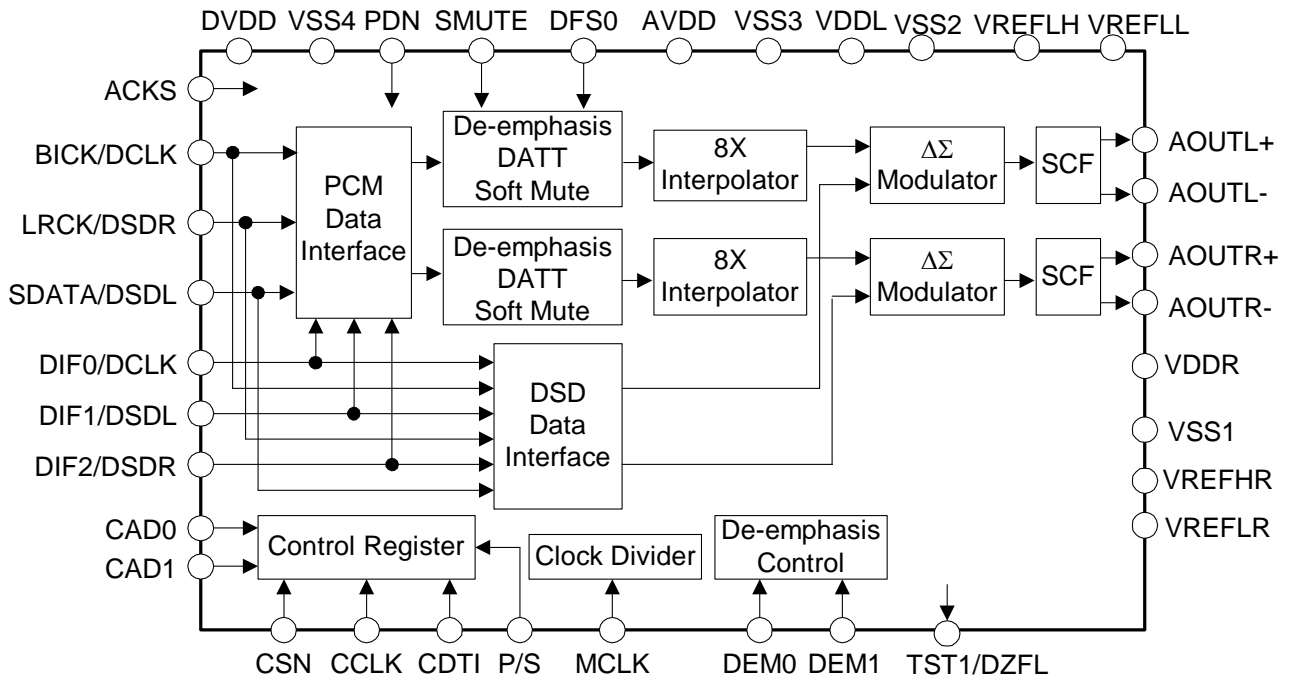 DVDD VSS4 PDN SMUTE DFS0 AVDD VSS3 VDDL VSS2 VREFLH VREFLL
ACKS
BICK/DCLK
LRCK/DSDR
SDATA/DSDL
DIF0/DCLK
DIF1/DSDL
DIF2/DSDR
CAD0
CAD1
PCM
Data
Interface
De-emphasis
DATT
Soft Mute
8X
Interpolator
ΔΣ
Modulator
SCF
De-emphasis
DATT
Soft Mute
8X
Interpolator
ΔΣ
Modulator
SCF
DSD
Data
Interface
Control Register
Clock Divider
De-emphasis
Control
AOUTL+
AOUTL-
AOUTR+
AOUTR-
VDDR
VSS1
VREFHR
VREFLR
CSN CCLK CDTI P/S MCLK DEM0 DEM1 TST1/DZFL